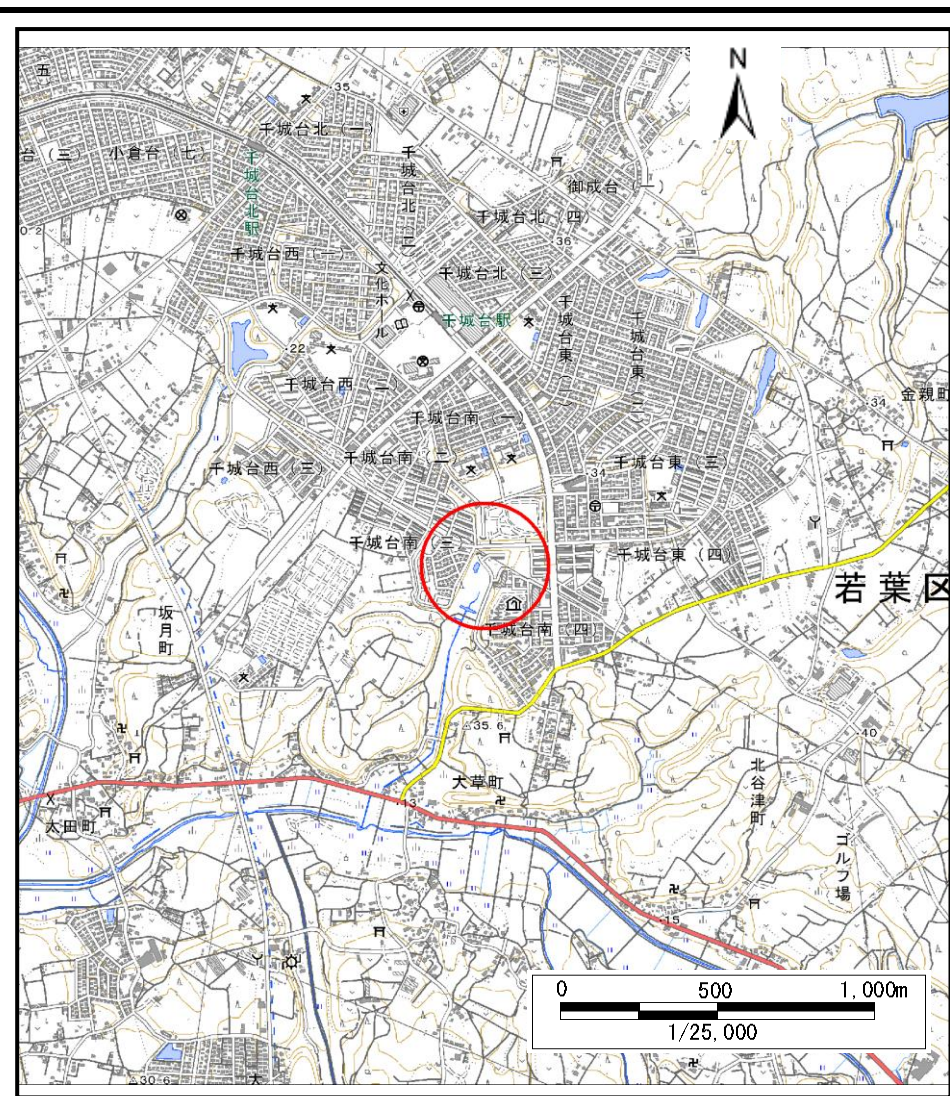 五
35
千城台北(一)
台(三)
小倉台(七)
千城台北駅
千城台北(二)
御成台(一)
千城台北(四)
36
千城台西(一)
文化ホール
千城台北(三)
千城台駅
千城台東(一)
千城台東(二)
22
千城台西(二)
金親町
34
千城台南(一)
千城台南(二)
千城台西(三)
34
千城台東(三)
千城台南(三)
千城台東(四)
若葉区
坂月町
千城台南(四)
35.6
40
大草町
北谷津町
13
太田町
ゴルフ場
15
30.6
大
N
0 500 1,000m
1/25,000